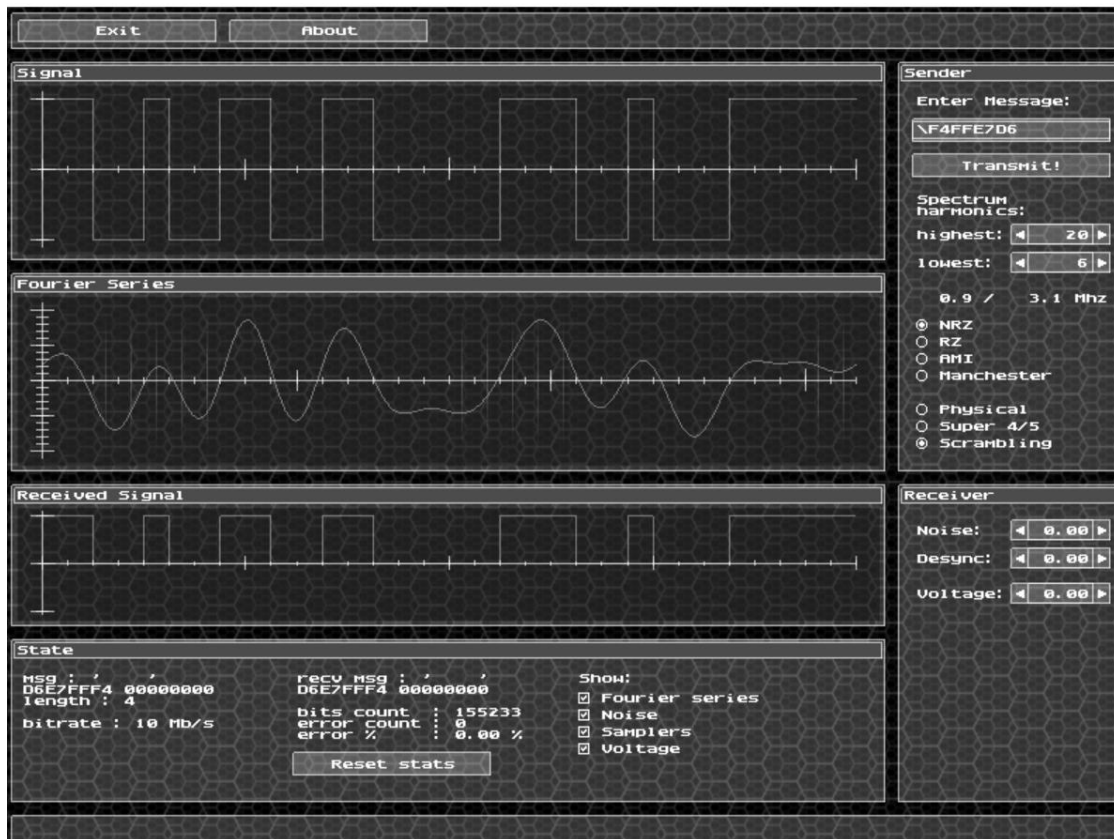 Exit
About
Signal
Fourier Series
Received Signal
State
Msg : ' '
D6E7FFF4 00000000
length : 4
bitrate : 10 Mb/s
recv Msg : ' '
D6E7FFF4 00000000
bits count : 155233
error count : 0
error % : 0.00 %
Reset stats
Show:
Fourier series
Noise
Samplers
Voltage
Sender
Enter Message:
\F4FFE7D6
Transmit!
Spectrum
harmonics:
highest: 20
lowest: 6
0.9 / 3.1 Mhz
NRZ
RZ
AMI
Manchester
Physical
Super 4/5
Scrambling
Receiver
Noise: 0.00
Desync: 0.00
Voltage: 0.00